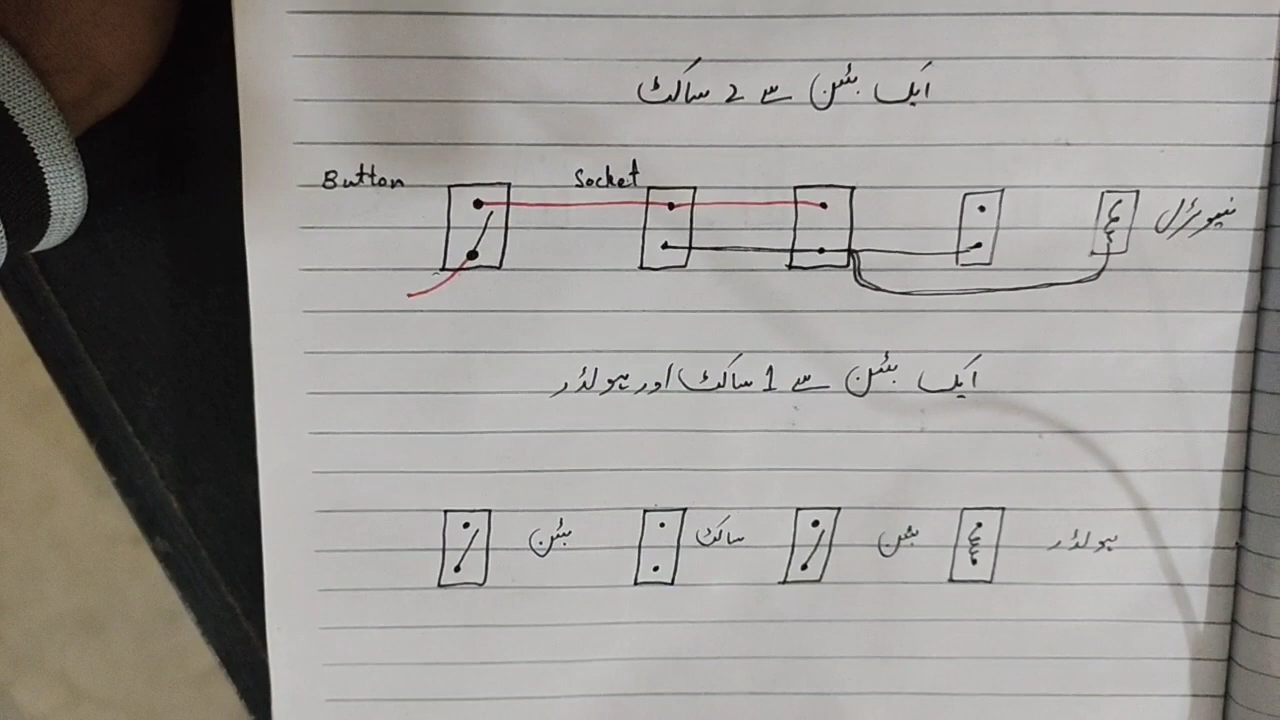 ایک بٹن سے 2 ساکٹ
Button Socket
نیوٹرل
ایک بٹن سے 1 ساکٹ اور ہولڈر
بٹن ساکٹ بٹن ہولڈر